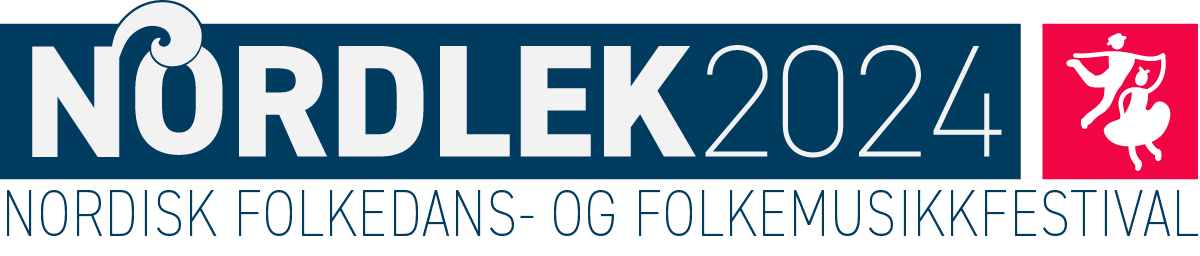 NORDLEK2024
NORDISK FOLKEDANS- OG FOLKEMUSIKKFESTIVAL